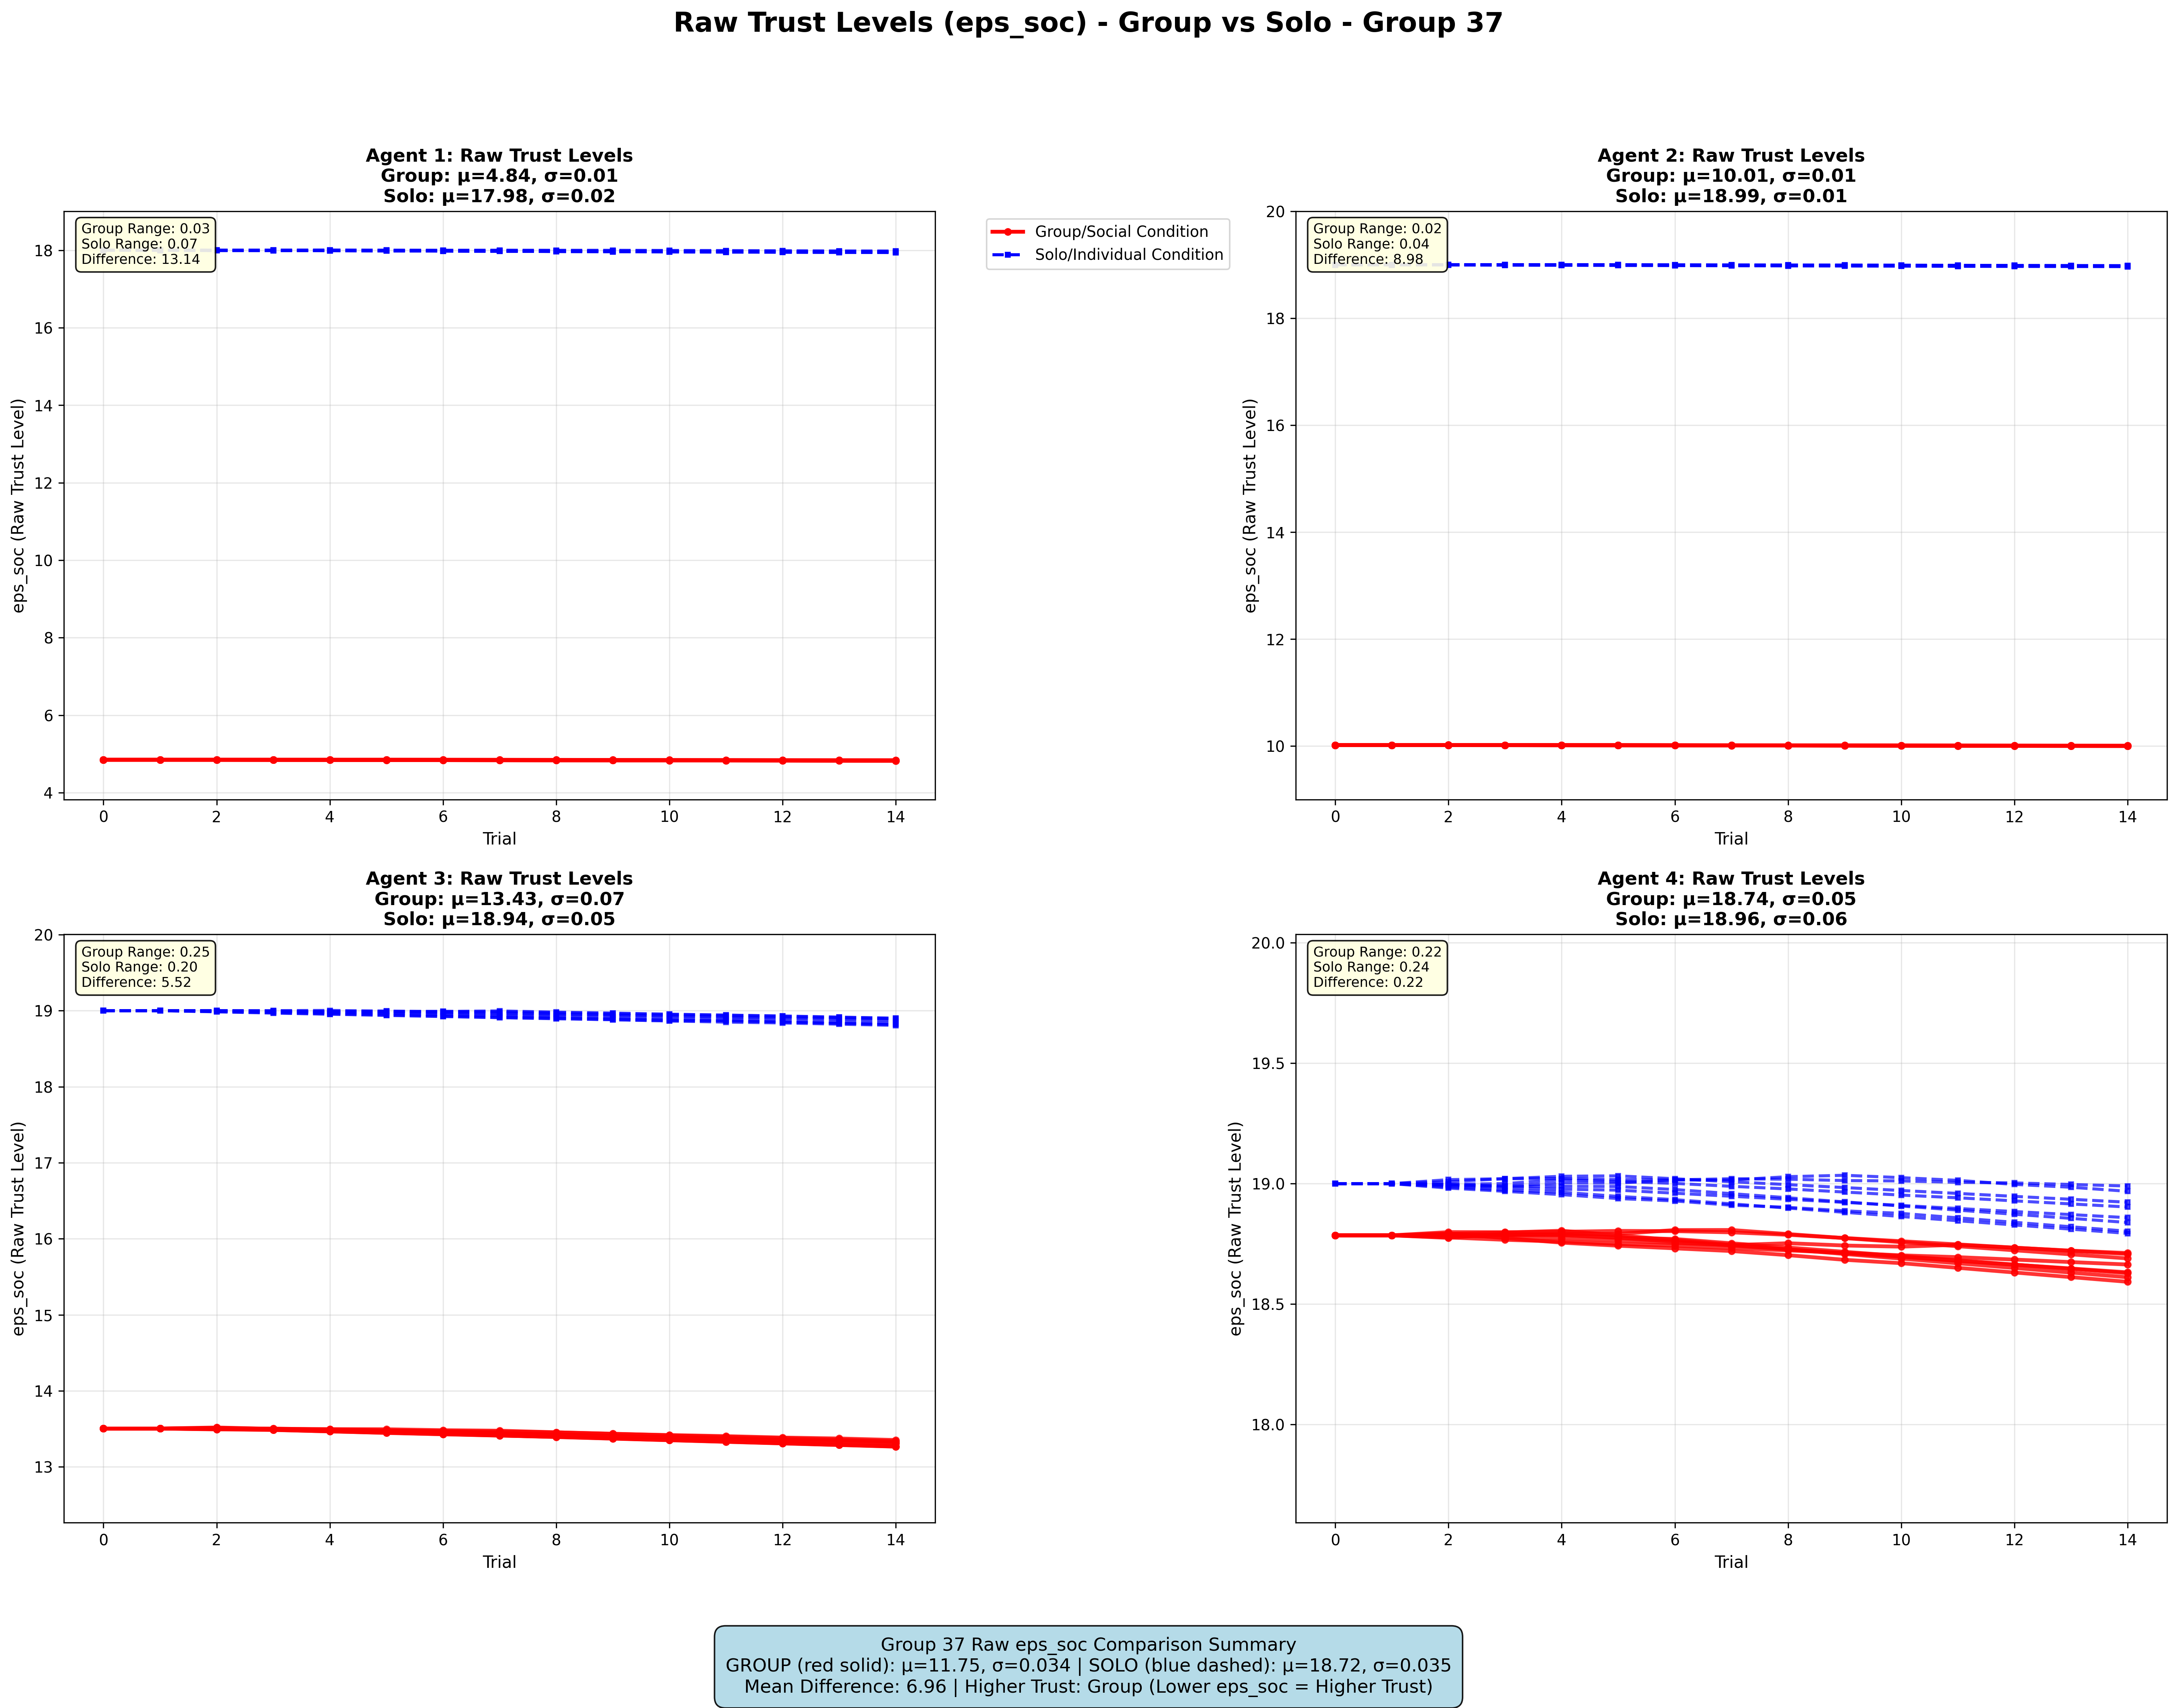 Raw Trust Levels (eps_soc) - Group vs Solo - Group 37
Agent 1: Raw Trust Levels
Group: μ=4.84, σ=0.01
Solo: μ=17.98, σ=0.02
Group Range: 0.03
Solo Range: 0.07
Difference: 13.14
18
16
14
12
10
8
6
4
eps_soc (Raw Trust Level)
0 2 4 6 8 10 12 14
Trial
Group/Social Condition
Solo/Individual Condition
Agent 2: Raw Trust Levels
Group: μ=10.01, σ=0.01
Solo: μ=18.99, σ=0.01
Group Range: 0.02
Solo Range: 0.04
Difference: 8.98
20
18
16
14
12
10
eps_soc (Raw Trust Level)
0 2 4 6 8 10 12 14
Trial
Agent 3: Raw Trust Levels
Group: μ=13.43, σ=0.07
Solo: μ=18.94, σ=0.05
Group Range: 0.25
Solo Range: 0.20
Difference: 5.52
20
19
18
17
16
15
14
13
eps_soc (Raw Trust Level)
0 2 4 6 8 10 12 14
Trial
Agent 4: Raw Trust Levels
Group: μ=18.74, σ=0.05
Solo: μ=18.96, σ=0.06
Group Range: 0.22
Solo Range: 0.24
Difference: 0.22
20.0
19.5
19.0
18.5
18.0
eps_soc (Raw Trust Level)
0 2 4 6 8 10 12 14
Trial
Group 37 Raw eps_soc Comparison Summary
GROUP (red solid): μ=11.75, σ=0.034 | SOLO (blue dashed): μ=18.72, σ=0.035
Mean Difference: 6.96 | Higher Trust: Group (Lower eps_soc = Higher Trust)